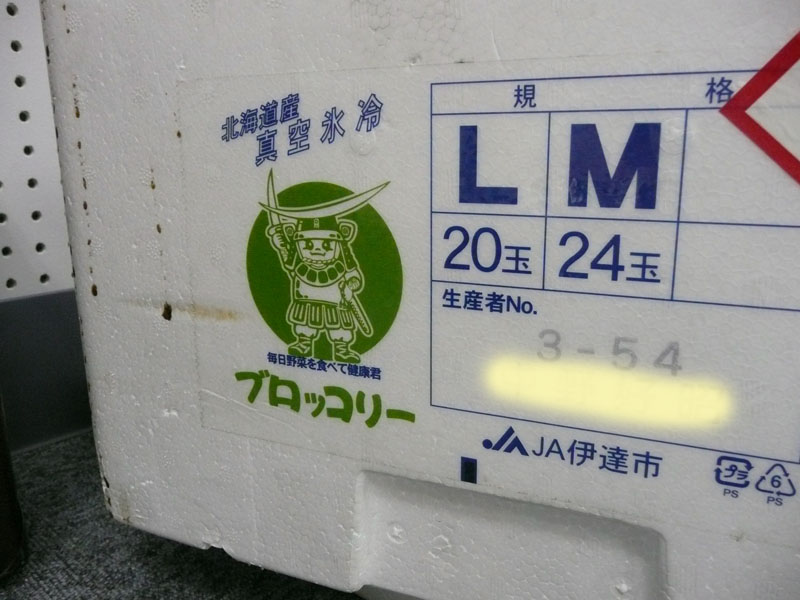 北海道産
真空氷冷
毎日野菜を食べて健康君
ブロッコリー
規格
L M
20玉 24玉
生産者No.
3-54
JA伊達市
プラ
PS
6
PS